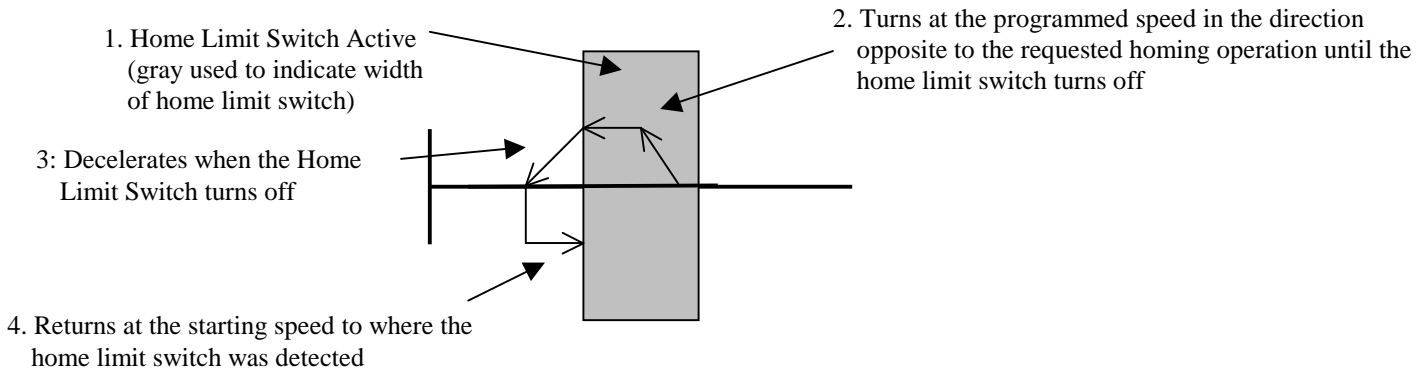 1. Home Limit Switch Active
(gray used to indicate width
of home limit switch)
2. Turns at the programmed speed in the direction
opposite to the requested homing operation until the
home limit switch turns off
3: Decelerates when the Home
Limit Switch turns off
4. Returns at the starting speed to where the
home limit switch was detected